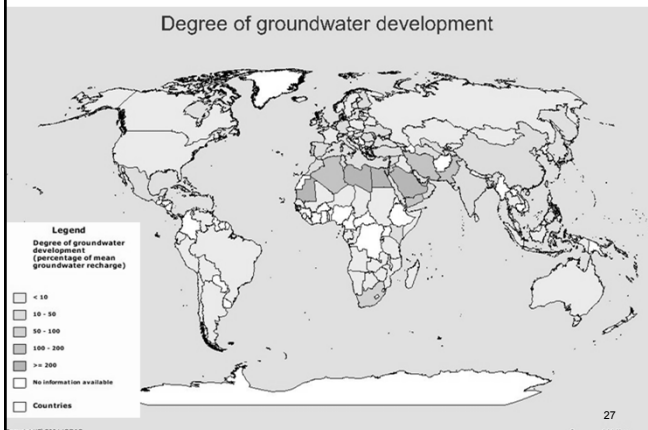 Degree of groundwater development
Legend
Degree of groundwater
development
(percentage of mean
groundwater recharge)
< 10
10 - 50
50 - 100
100 - 200
>= 200
No information available
Countries
27